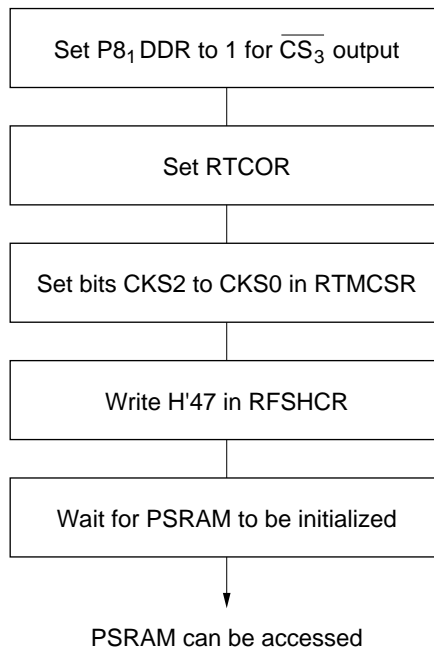 Set P8₁ DDR to 1 for C̅S̅₃̅ output
Set RTCOR
Set bits CKS2 to CKS0 in RTMCSR
Write H'47 in RFSHCR
Wait for PSRAM to be initialized
PSRAM can be accessed